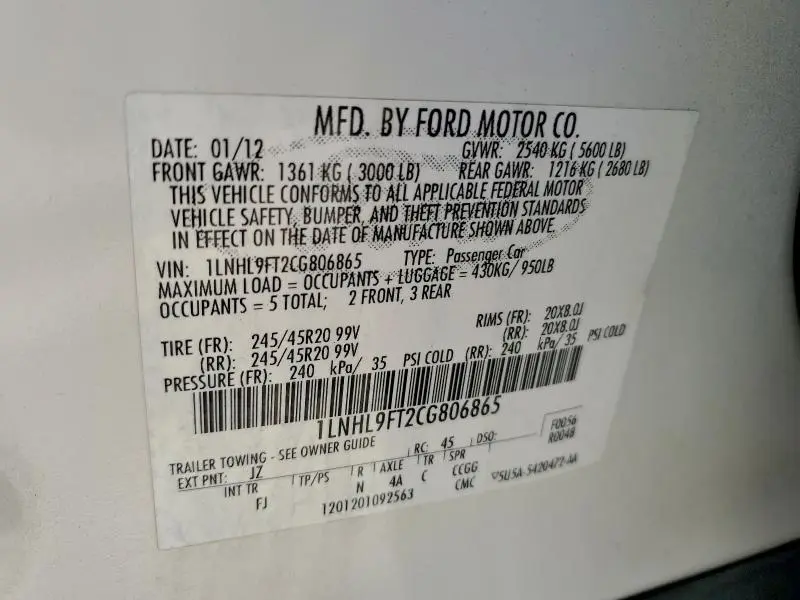 MFD. BY FORD MOTOR CO.
DATE: 01/12 GVWR: 2540 KG ( 5600 LB)
FRONT GAWR: 1361 KG ( 3000 LB) REAR GAWR: 1216 KG ( 2680 LB)
THIS VEHICLE CONFORMS TO ALL APPLICABLE FEDERAL MOTOR
VEHICLE SAFETY, BUMPER, AND THEFT PREVENTION STANDARDS
IN EFFECT ON THE DATE OF MANUFACTURE SHOWN ABOVE.
VIN: 1LNHL9FT2CG806865 TYPE: Passenger Car
MAXIMUM LOAD = OCCUPANTS + LUGGAGE = 430KG/ 950LB
OCCUPANTS = 5 TOTAL; 2 FRONT, 3 REAR
TIRE (FR): 245/45R20 99V RIMS (FR): 20X8.0J
(RR): 245/45R20 99V (RR): 20X8.0J
PRESSURE (FR): 240 kPa/ 35 PSI COLD (RR): 240 kPa/ 35 PSI COLD
1LNHL9FT2CG806865
TRAILER TOWING - SEE OWNER GUIDE RC: 45 DSO: F0056
R0048
EXT PNT: JZ
INT TR TP/PS R AXLE TR SPR
FJ N 4A C CCGG
CMC
1201201092563
5U5A-5420472-AA